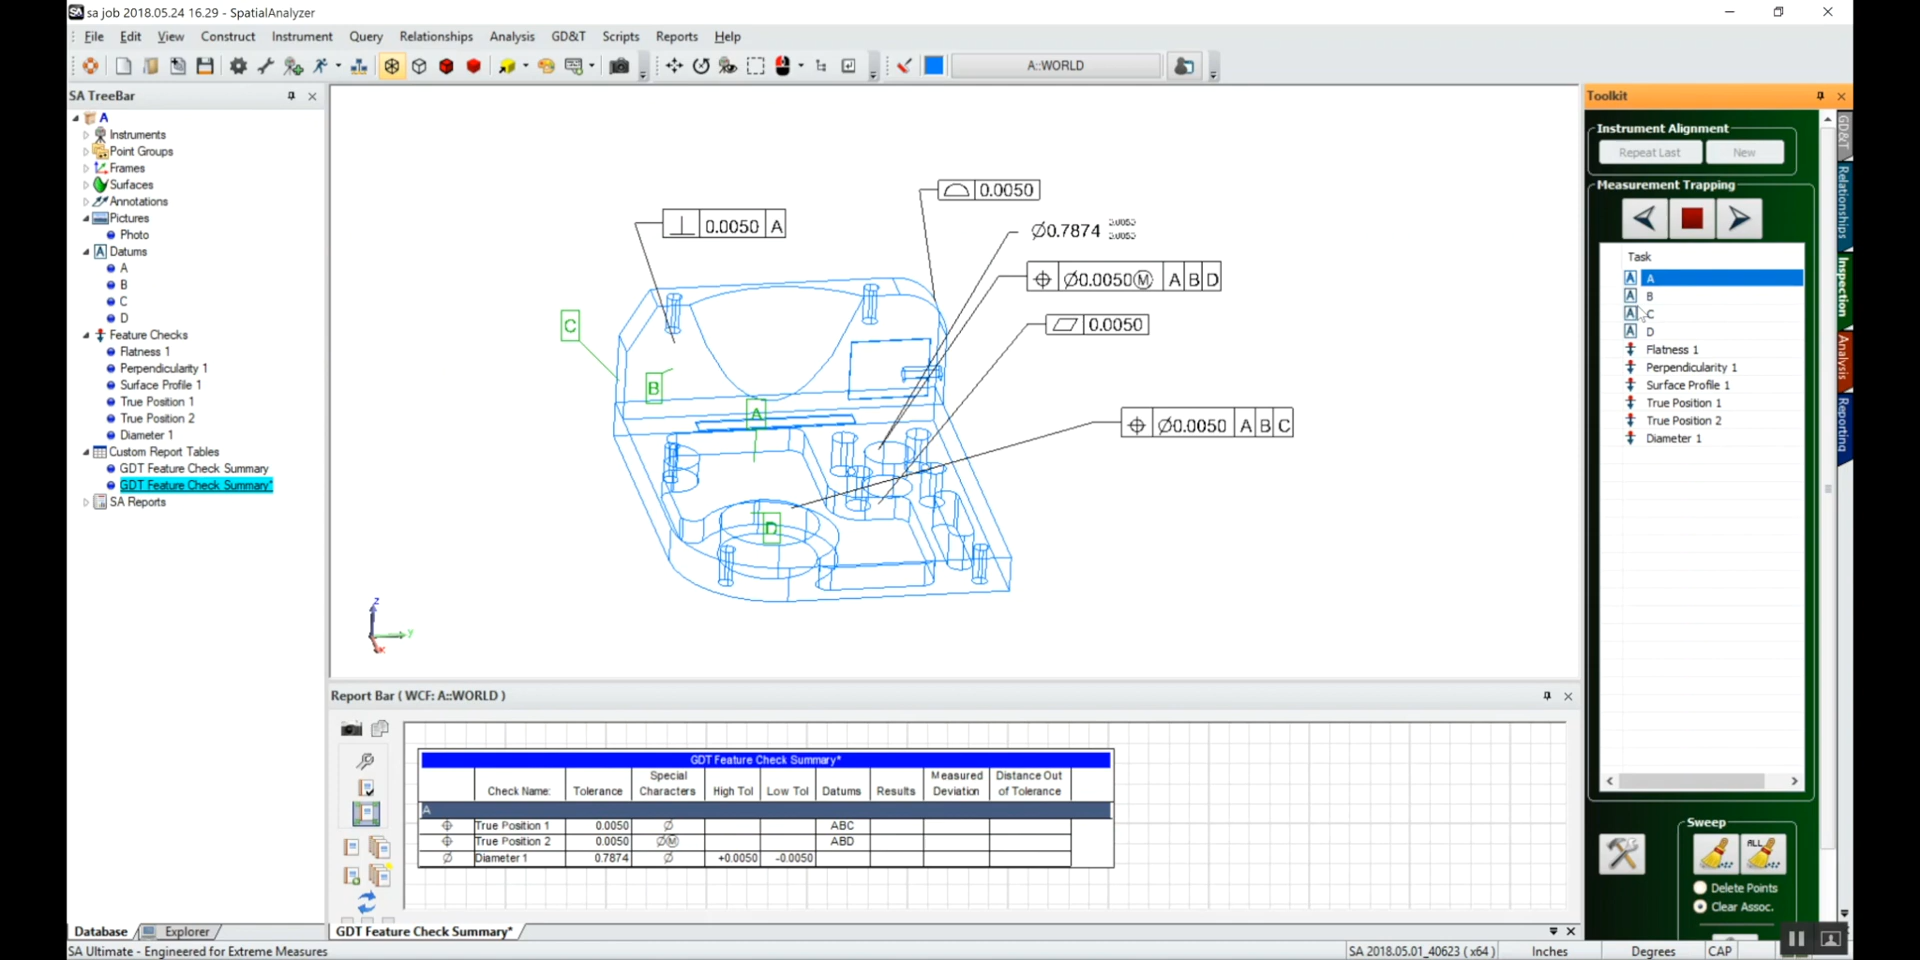 sa job 2018.05.24 16.29 - SpatialAnalyzer
File Edit View Construct Instrument Query Relationships Analysis GD&T Scripts Reports Help
A::WORLD
SA TreeBar
A
Instruments
Point Groups
Frames
Surfaces
Annotations
Pictures
Photo
Datums
A
B
C
D
Feature Checks
Flatness 1
Perpendicularity 1
Surface Profile 1
True Position 1
True Position 2
Diameter 1
Custom Report Tables
GDT Feature Check Summary
GDT Feature Check Summary*
SA Reports
Database Explorer
0.0050
⊥ 0.0050 A
Ø0.7874
Ø0.0050Ⓜ A B D
0.0050
Ø0.0050 A B C
C
B
A
D
Z
Y
X
Report Bar ( WCF: A::WORLD )
GDT Feature Check Summary*
Check Name: Tolerance Special Characters High Tol Low Tol Datums Results Measured Deviation Distance Out of Tolerance
A
True Position 1 0.0050 Ø ABC
True Position 2 0.0050 ØⓂ ABD
Ø Diameter 1 0.7874 Ø +0.0050 -0.0050
GDT Feature Check Summary*
Toolkit
Instrument Alignment
Repeat Last New
Measurement Trapping
Task
A A
A B
A C
A D
Flatness 1
Perpendicularity 1
Surface Profile 1
True Position 1
True Position 2
Diameter 1
Sweep
ALL
Delete Points
Clear Assoc.
GD&T
Relationships
Inspection
Analysis
Reporting
SA Ultimate - Engineered for Extreme Measures
SA 2018.05.01_40623 ( x64 ) Inches Degrees CAP